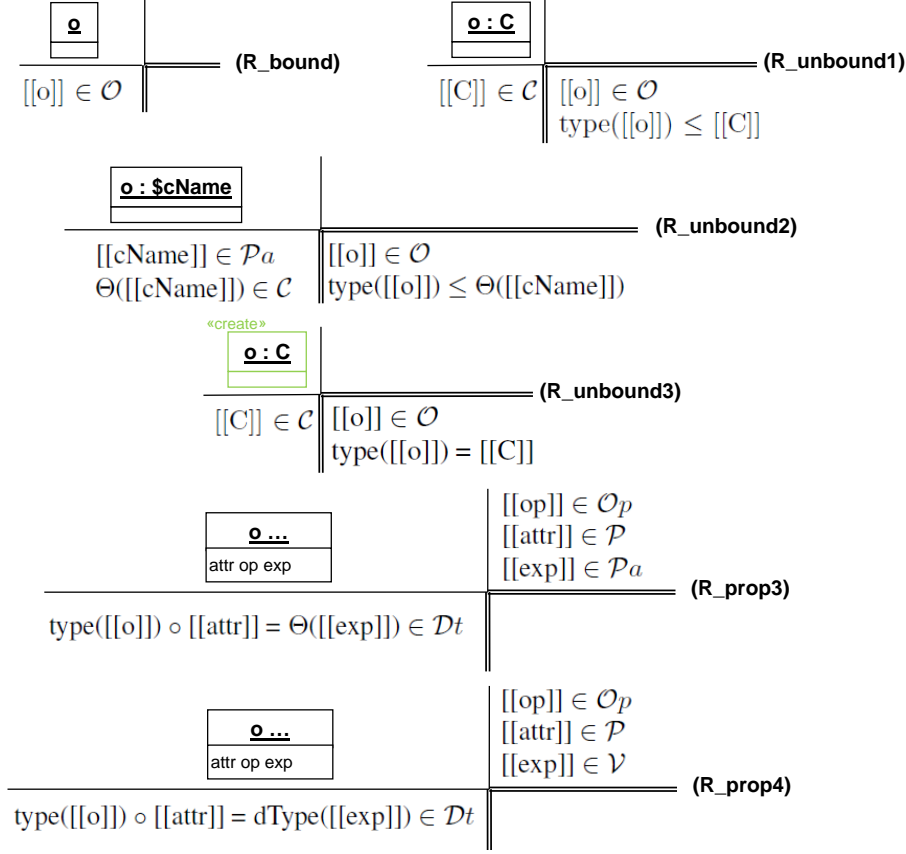 o
(R_bound)
[[o]] ∈ 𝒪
o : C
(R_unbound1)
[[C]] ∈ 𝒞
[[o]] ∈ 𝒪
type([[o]]) ≤ [[C]]
o : $cName
(R_unbound2)
[[cName]] ∈ 𝒫a
Θ([[cName]]) ∈ 𝒞
[[o]] ∈ 𝒪
type([[o]]) ≤ Θ([[cName]])
«create»
o : C
(R_unbound3)
[[C]] ∈ 𝒞
[[o]] ∈ 𝒪
type([[o]]) = [[C]]
o ...
attr op exp
[[op]] ∈ 𝒪p
[[attr]] ∈ 𝒫
[[exp]] ∈ 𝒫a
(R_prop3)
type([[o]]) ∘ [[attr]] = Θ([[exp]]) ∈ 𝒟t
o ...
attr op exp
[[op]] ∈ 𝒪p
[[attr]] ∈ 𝒫
[[exp]] ∈ 𝒱
(R_prop4)
type([[o]]) ∘ [[attr]] = dType([[exp]]) ∈ 𝒟t